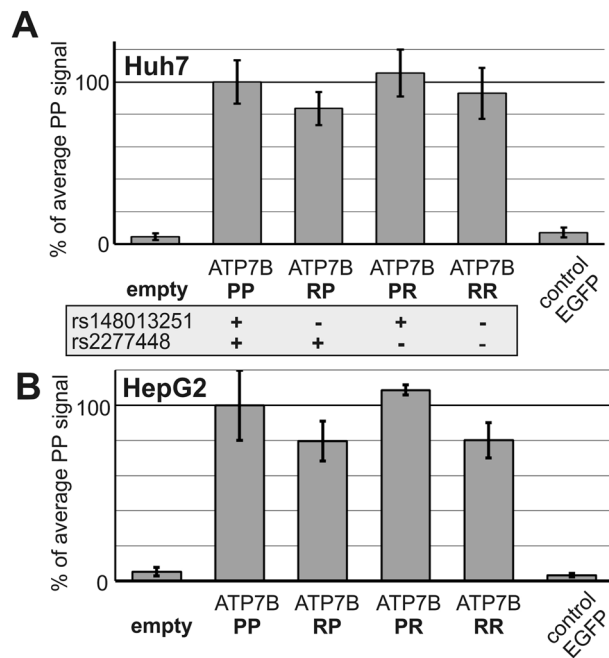 A
Huh7
% of average PP signal
100
0
empty
ATP7B PP
ATP7B RP
ATP7B PR
ATP7B RR
control EGFP
rs148013251 + - + -
rs2277448 + + - -
B
HepG2
% of average PP signal
100
0
empty
ATP7B PP
ATP7B RP
ATP7B PR
ATP7B RR
control EGFP